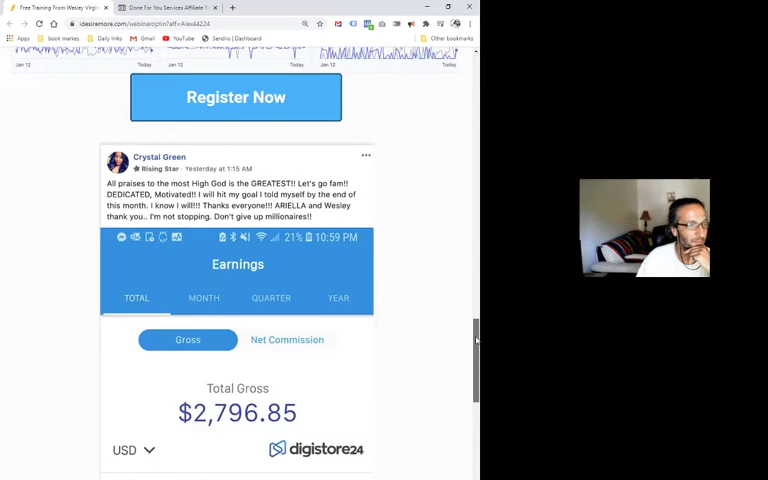 Free Training From Wesley Virgin
Done For You Services Affiliate P
idesiremore.com/webinaroptin?aff=Alex44224
Apps
book markes
Daily links
Gmail
YouTube
Sendiio | Dashboard
Other bookmarks
Jan 12
Today
Jan 12
Today
Jan 12
Today
Register Now
Crystal Green
Rising Star · Yesterday at 1:15 AM
All praises to the most High God is the GREATEST!! Let's go fam!!
DEDICATED, Motivated!! I will hit my goal I told myself by the end of
this month. I know I will!!! Thanks everyone!!! ARIELLA and Wesley
thank you.. I'm not stopping. Don't give up millionaires!!
21% 10:59 PM
Earnings
TOTAL
MONTH
QUARTER
YEAR
Gross
Net Commission
Total Gross
$2,796.85
USD
digistore24